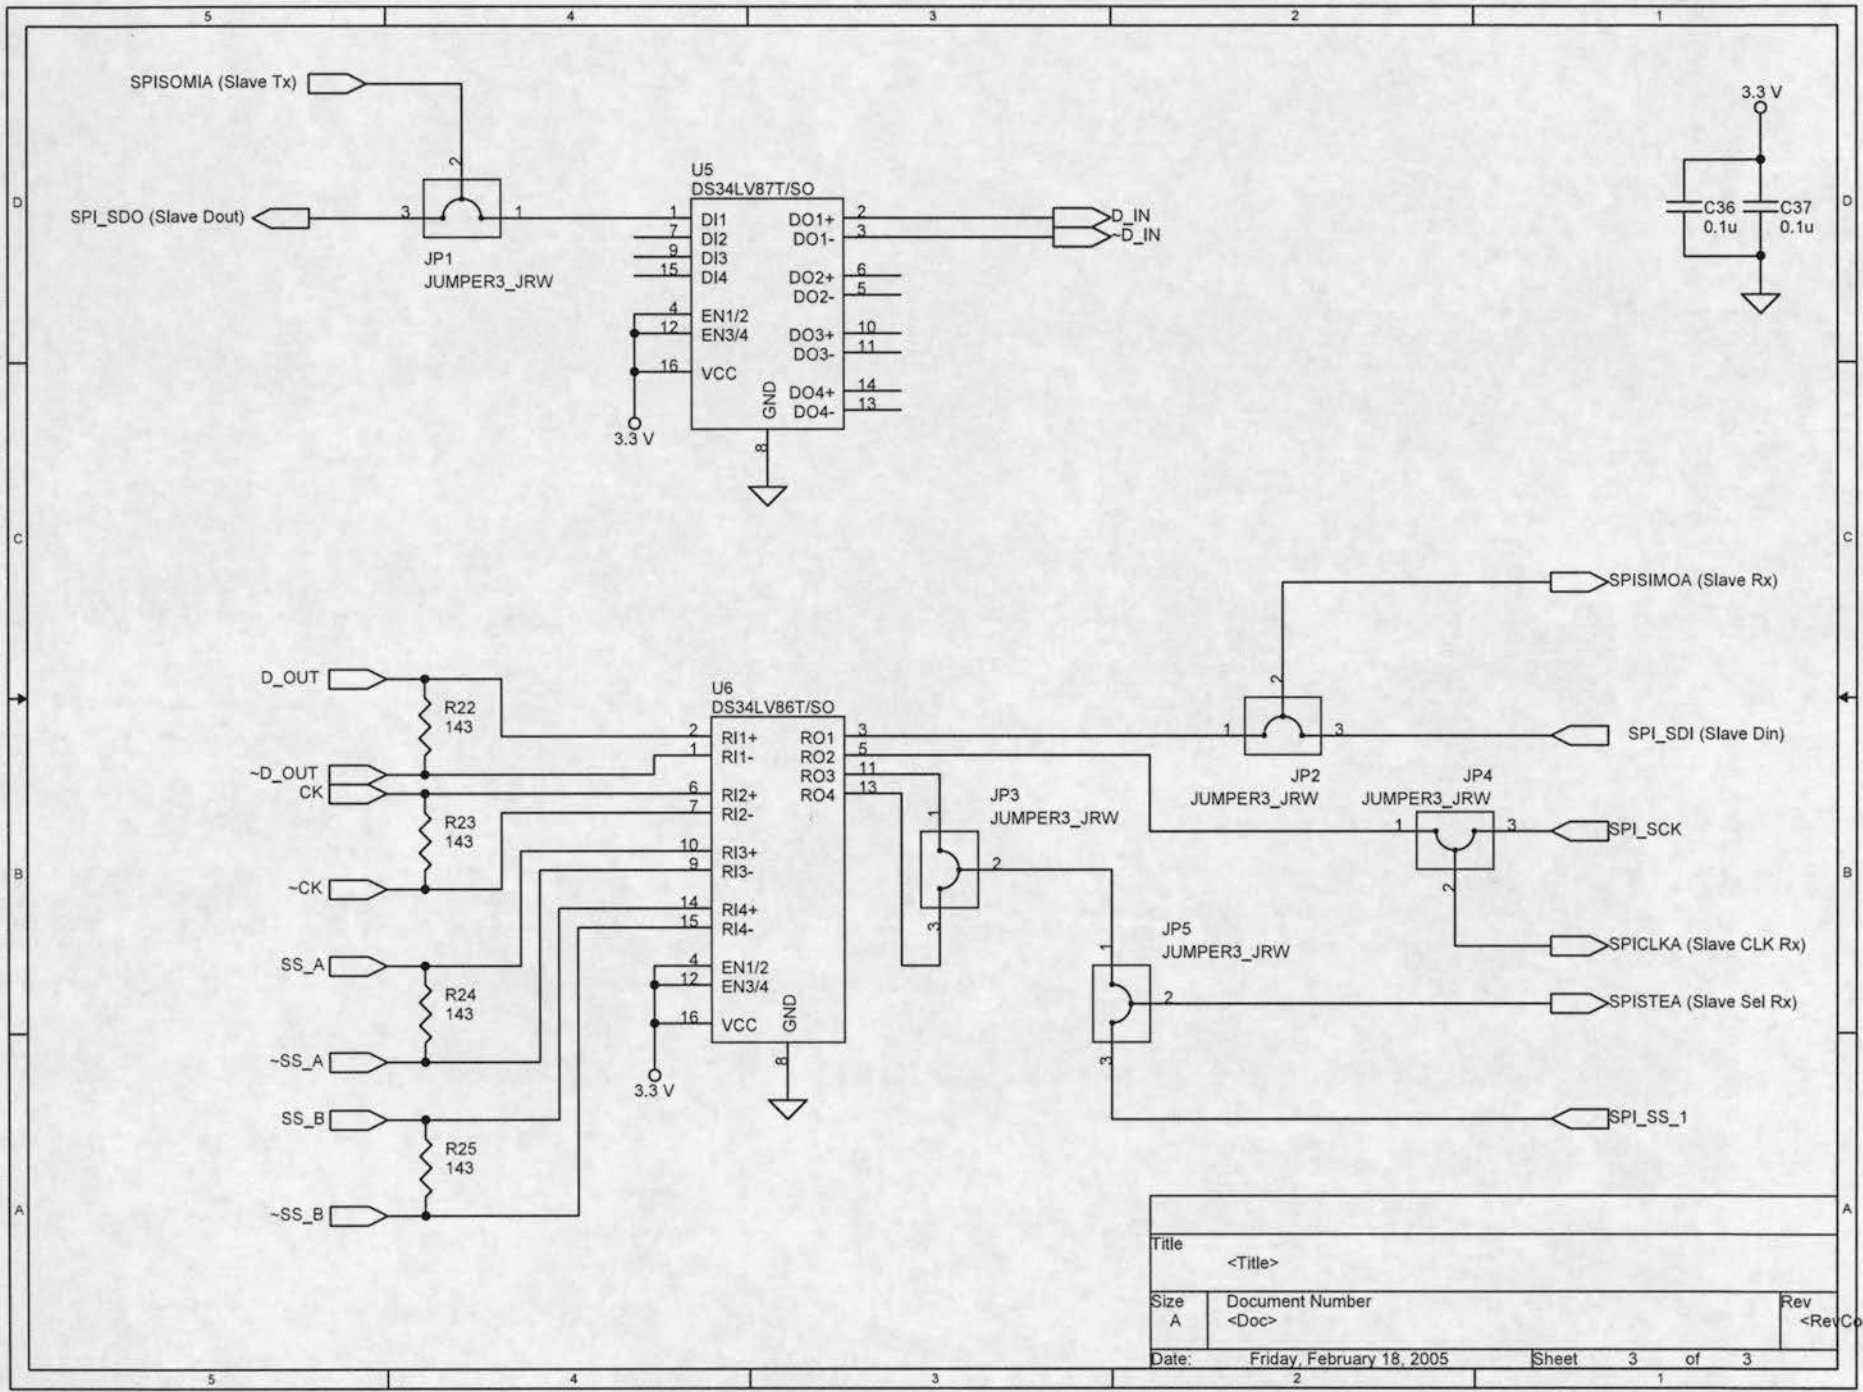 5 4 3 2 1
SPISOMIA (Slave Tx)
3.3 V
2
U5
DS34LV87T/SO
D
D
SPI_SDO (Slave Dout) 3 1
1 DI1 DO1+ 2 D_IN
7 DI2 DO1- 3 ~D_IN
C36 C37
0.1u 0.1u
JP1
JUMPER3_JRW
9 DI3
15 DI4 DO2+ 6
DO2- 5
4 EN1/2
12 EN3/4 DO3+ 10
DO3- 11
16 VCC
DO4+ 14
DO4- 13
GND
8
3.3 V
C
C
SPISIMOA (Slave Rx)
2
D_OUT
R22
143
U6
DS34LV86T/SO
2 RI1+ RO1 3
1 3 SPI_SDI (Slave Din)
1 RI1- RO2 5
~D_OUT
CK
RO3 11
6 RI2+ RO4 13
7 RI2-
JP2
JUMPER3_JRW
JP4
JUMPER3_JRW
JP3
JUMPER3_JRW
1
R23
143
1 3 SPI_SCK
10 RI3+
9 RI3-
2
B
B
~CK
2
14 RI4+
15 RI4-
3
JP5
JUMPER3_JRW
1
SPICLKA (Slave CLK Rx)
SS_A
4 EN1/2
12 EN3/4
R24
143
2 SPISTEA (Slave Sel Rx)
16 VCC
GND
8
3
~SS_A
3.3 V
SS_B
SPI_SS_1
R25
143
~SS_B
A
A
Title
<Title>
Size
A
Document Number
<Doc>
Rev
<RevCo
Date: Friday, February 18, 2005 Sheet 3 of 3
5 4 3 2 1